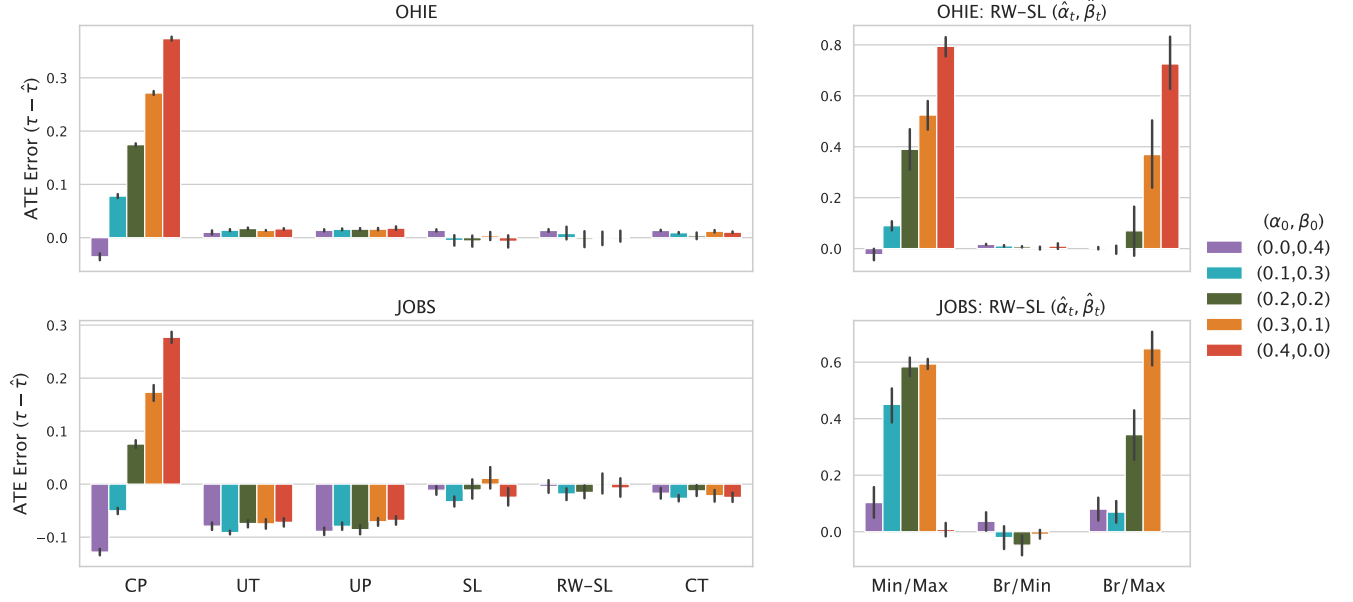 OHIE
OHIE: RW−SL (α̂ₜ, β̂ₜ)
ATE Error (τ − τ̂)
0.3
0.2
0.1
0.0
0.8
0.6
0.4
0.2
0.0
(α₀, β₀)
(0.0,0.4)
(0.1,0.3)
(0.2,0.2)
(0.3,0.1)
(0.4,0.0)
JOBS
JOBS: RW−SL (α̂ₜ, β̂ₜ)
ATE Error (τ − τ̂)
0.3
0.2
0.1
0.0
−0.1
0.6
0.4
0.2
0.0
CP UT UP SL RW−SL CT
Min/Max Br/Min Br/Max